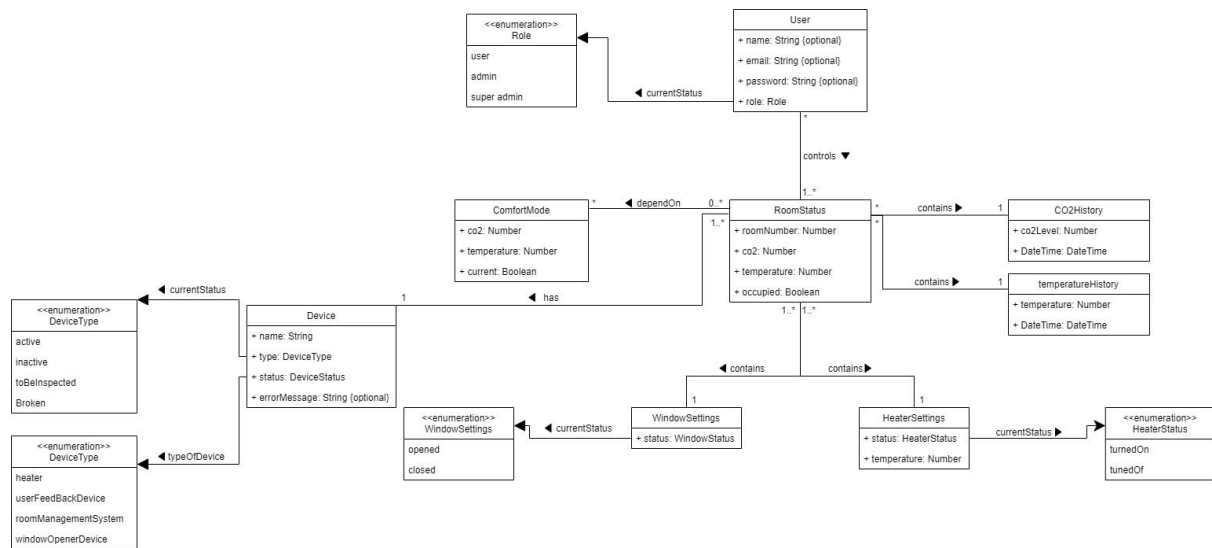 <<enumeration>>
Role
user
admin
super admin
◀ currentStatus
User
+ name: String {optional}
+ email: String {optional}
+ password: String {optional}
+ role: Role
*
controls ▼
1..*
ComfortMode
+ co2: Number
+ temperature: Number
+ current: Boolean
*
◀ dependOn
0..*
1..*
RoomStatus
+ roomNumber: Number
+ co2: Number
+ temperature: Number
+ occupied: Boolean
*
contains ▶
1
CO2History
+ co2Level: Number
+ DateTime: DateTime
*
contains ▶
1
temperatureHistory
+ temperature: Number
+ DateTime: DateTime
◀ currentStatus
1
◀ has
<<enumeration>>
DeviceType
active
inactive
toBeInspected
Broken
Device
+ name: String
+ type: DeviceType
+ status: DeviceStatus
+ errorMessage: String {optional}
1..*
1..*
◀ contains
contains ▶
1
1
<<enumeration>>
DeviceType
heater
userFeedBackDevice
roomManagementSystem
windowOpenerDevice
◀ typeOfDevice
<<enumeration>>
WindowSettings
opened
closed
◀ currentStatus
WindowSettings
+ status: WindowStatus
HeaterSettings
+ status: HeaterStatus
+ temperature: Number
currentStatus ▶
<<enumeration>>
HeaterStatus
turnedOn
tunedOf